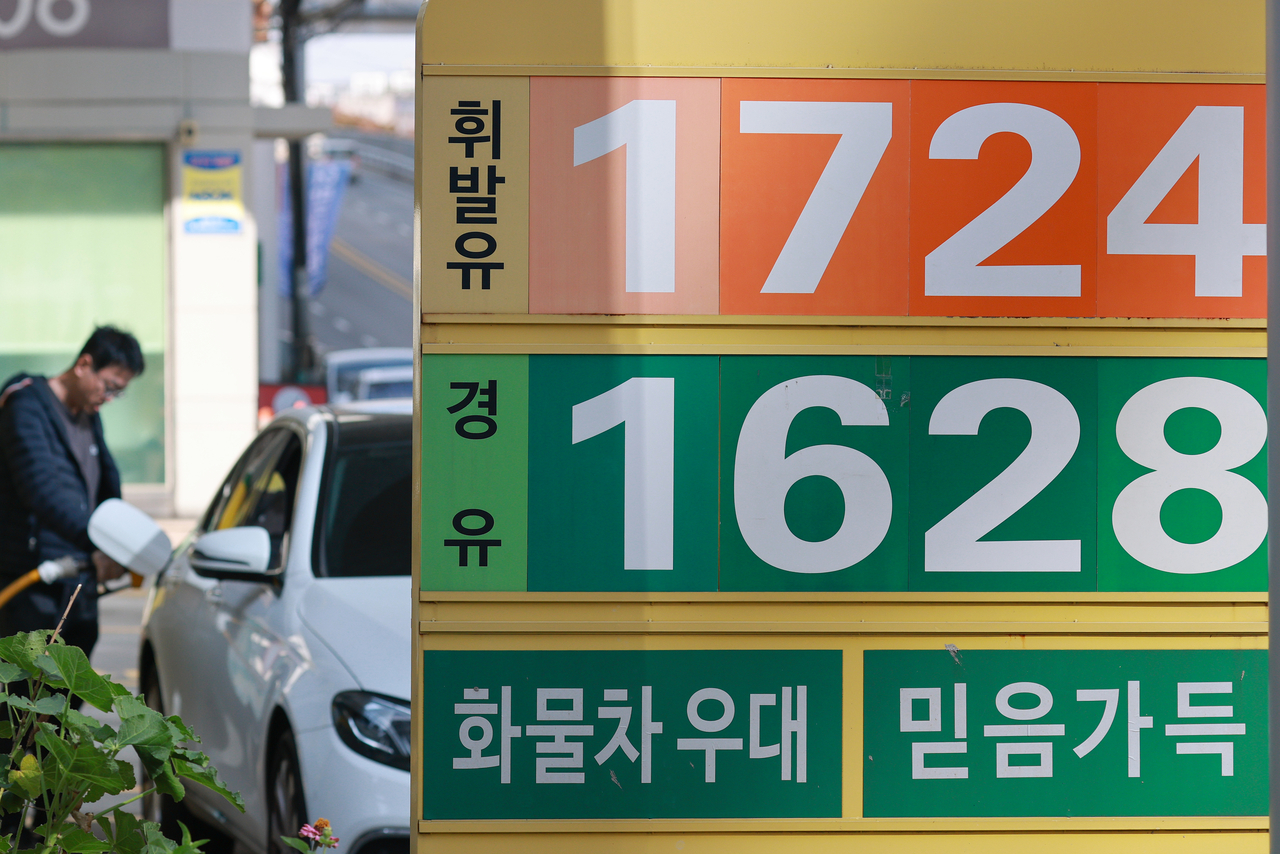 휘발유 1724
경유 1628
화물차 우대 믿음가득